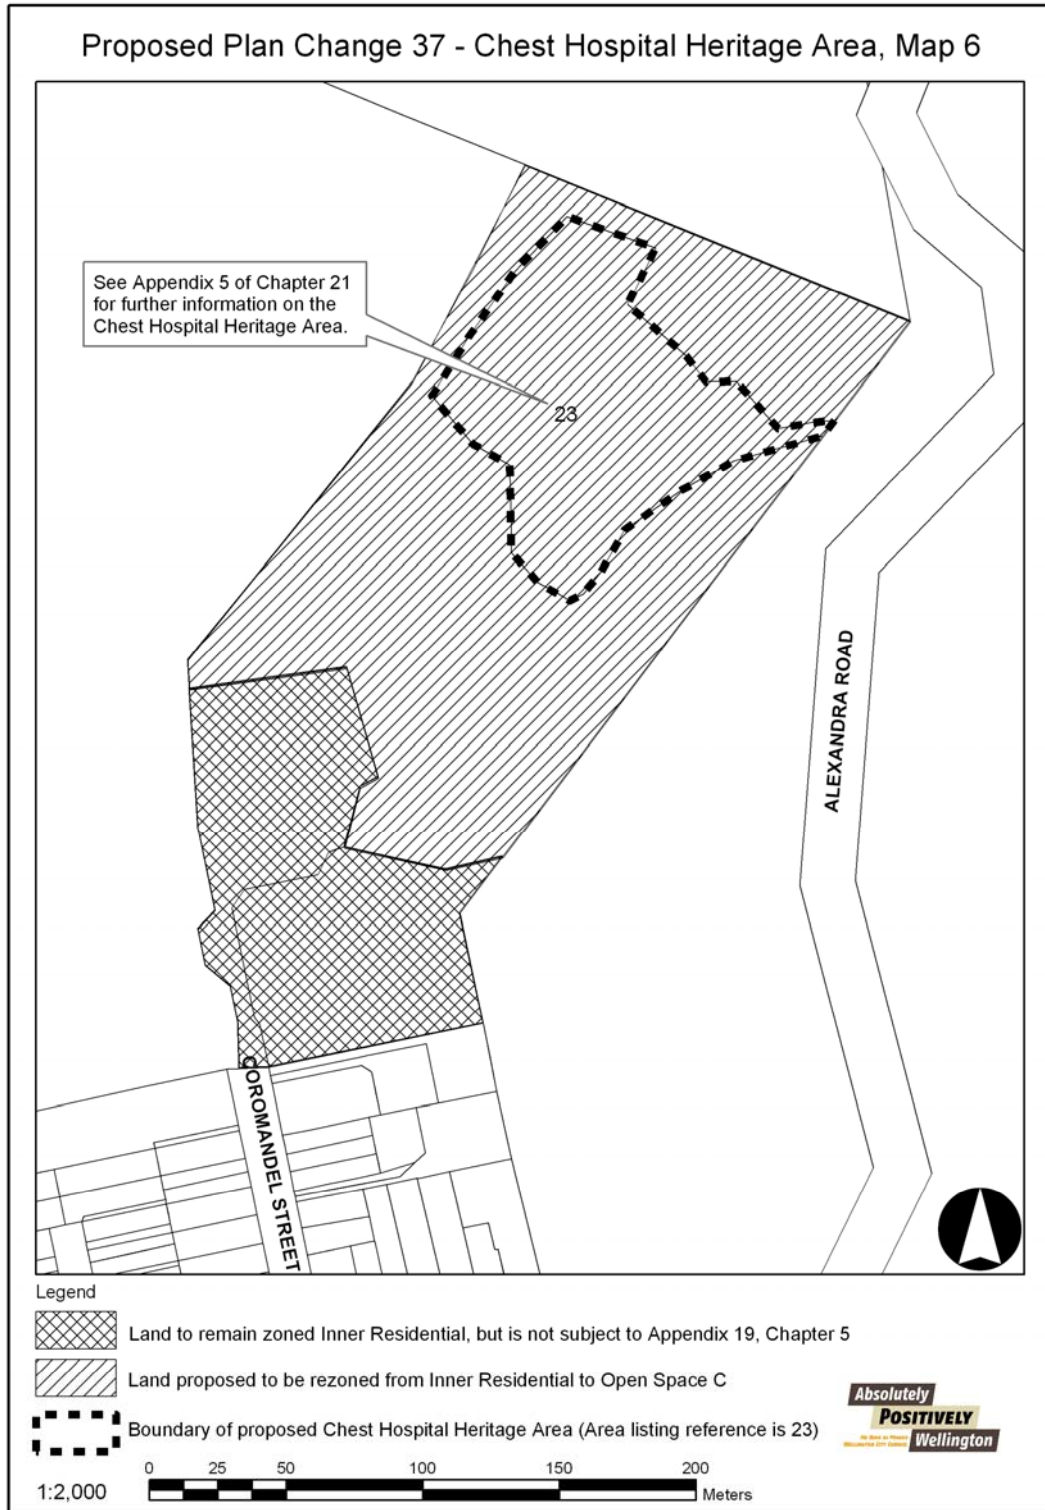 Proposed Plan Change 37 - Chest Hospital Heritage Area, Map 6
See Appendix 5 of Chapter 21
for further information on the
Chest Hospital Heritage Area.
23
ALEXANDRA ROAD
COROMANDEL STREET
Legend
Land to remain zoned Inner Residential, but is not subject to Appendix 19, Chapter 5
Land proposed to be rezoned from Inner Residential to Open Space C
Boundary of proposed Chest Hospital Heritage Area (Area listing reference is 23)
Absolutely
POSITIVELY
Wellington
WELLINGTON CITY COUNCIL
1:2,000
0 25 50 100 150 200
Meters